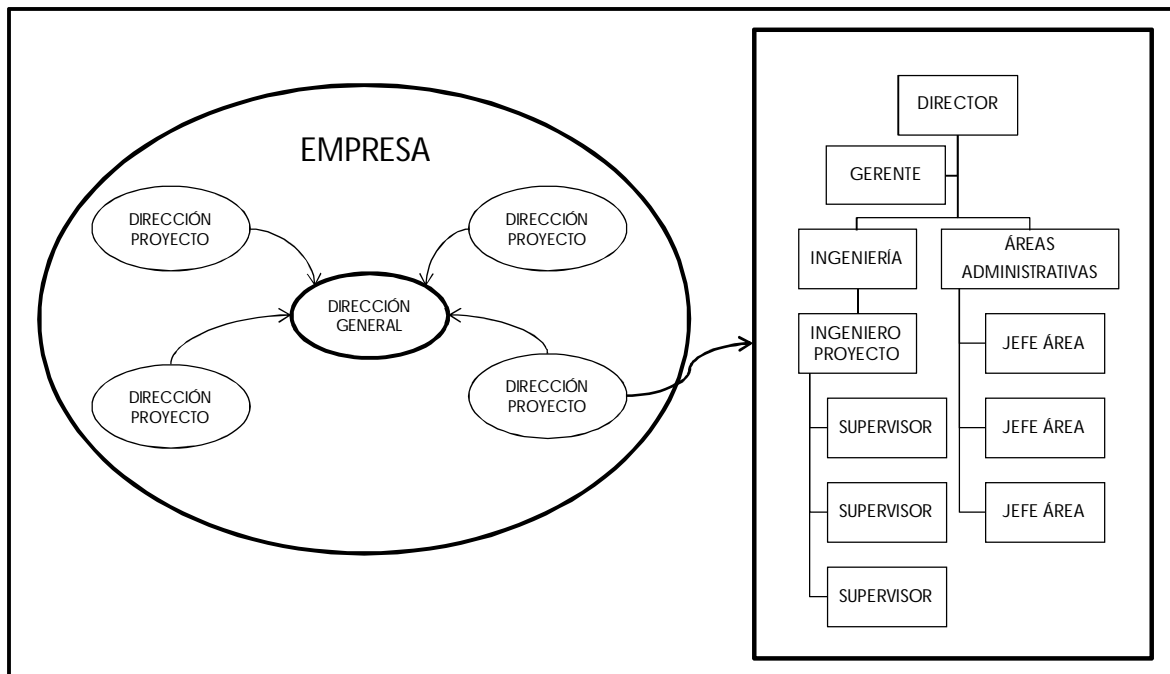 EMPRESA
DIRECCIÓN
PROYECTO
DIRECCIÓN
PROYECTO
DIRECCIÓN
GENERAL
DIRECCIÓN
PROYECTO
DIRECCIÓN
PROYECTO
DIRECTOR
GERENTE
INGENIERÍA
ÁREAS
ADMINISTRATIVAS
INGENIERO
PROYECTO
JEFE ÁREA
SUPERVISOR
JEFE ÁREA
SUPERVISOR
JEFE ÁREA
SUPERVISOR